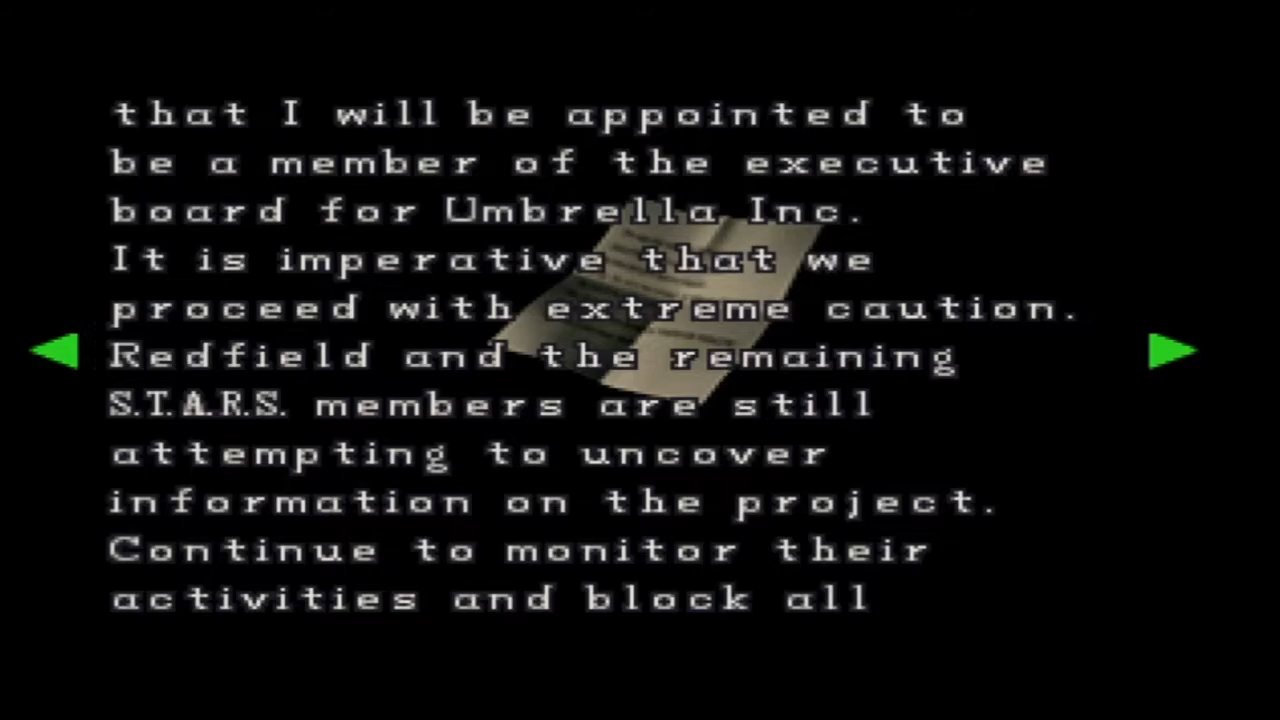 that I will be appointed to
be a member of the executive
board for Umbrella Inc.
It is imperative that we
proceed with extreme caution.
Redfield and the remaining
S.T.A.R.S. members are still
attempting to uncover
information on the project.
Continue to monitor their
activities and block all